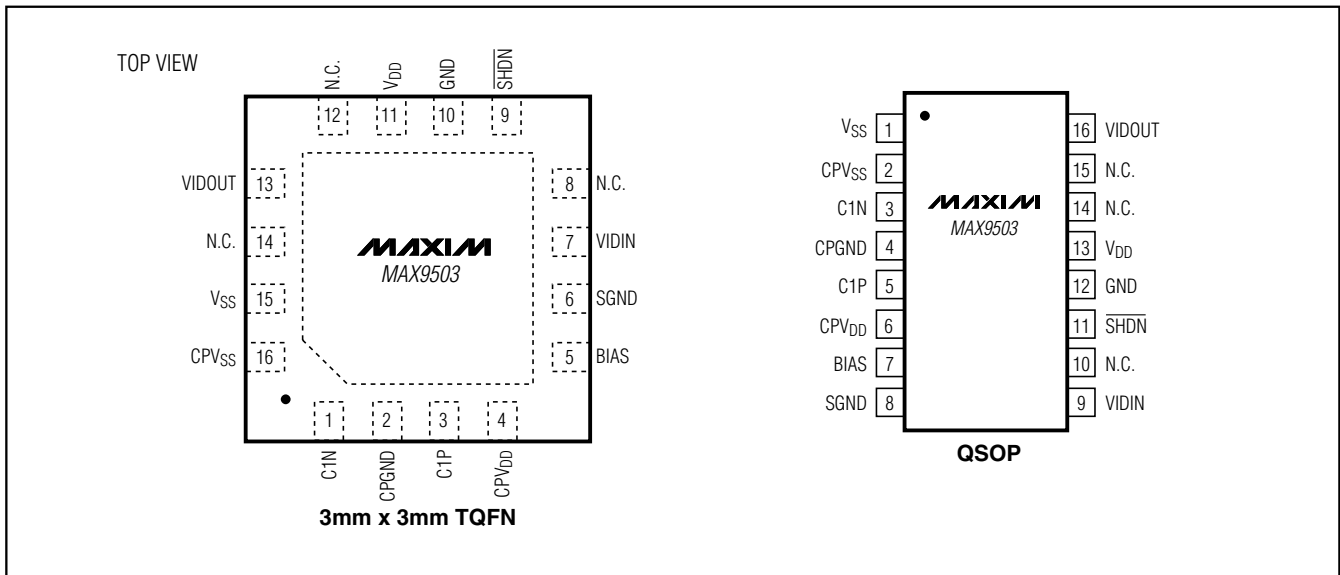 TOP VIEW
N.C.
VDD
GND
SHDN
12
11
10
9
VIDOUT 13
N.C. 14
VSS 15
CPVSS 16
8 N.C.
7 VIDIN
6 SGND
5 BIAS
MAXIM
MAX9503
1
2
3
4
C1N
CPGND
C1P
CPVDD
3mm x 3mm TQFN
VSS 1
CPVSS 2
C1N 3
CPGND 4
C1P 5
CPVDD 6
BIAS 7
SGND 8
MAXIM
MAX9503
16 VIDOUT
15 N.C.
14 N.C.
13 VDD
12 GND
11 SHDN
10 N.C.
9 VIDIN
QSOP